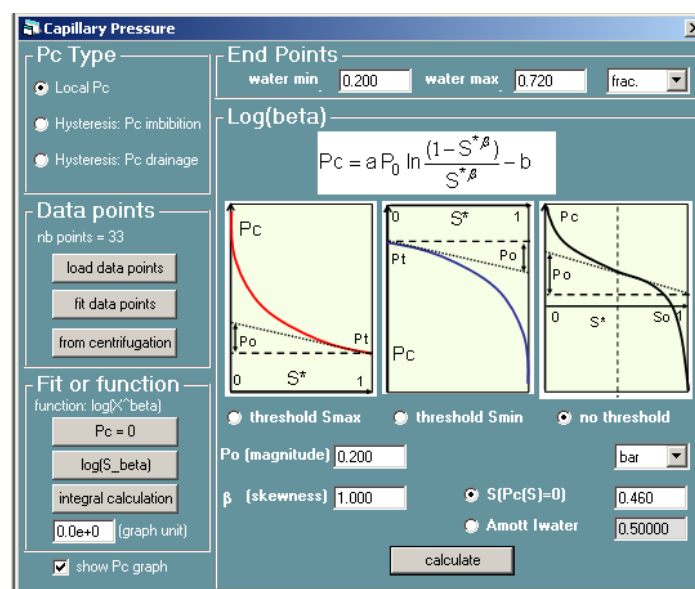 Capillary Pressure
Pc Type
Local Pc
Hysteresis: Pc imbibition
Hysteresis: Pc drainage
End Points
water min 0.200 water max 0.720 frac.
Log(beta)
Pc = a P₀ ln (1 – S*^β) / S*^β – b
Pc
Po
Pt
0 S* 1
0 S* 1
Pt Po
Pc
Pc
Po
0 S* So 1
threshold Smax threshold Smin no threshold
Data points
nb points = 33
load data points
fit data points
from centrifugation
Fit or function
function: log(X^beta)
Pc = 0
log(S_beta)
integral calculation
0.0e+0 (graph unit)
show Pc graph
Po (magnitude) 0.200 bar
β (skewness) 1.000 S(Pc(S)=0) 0.460
Amott Iwater 0.50000
calculate